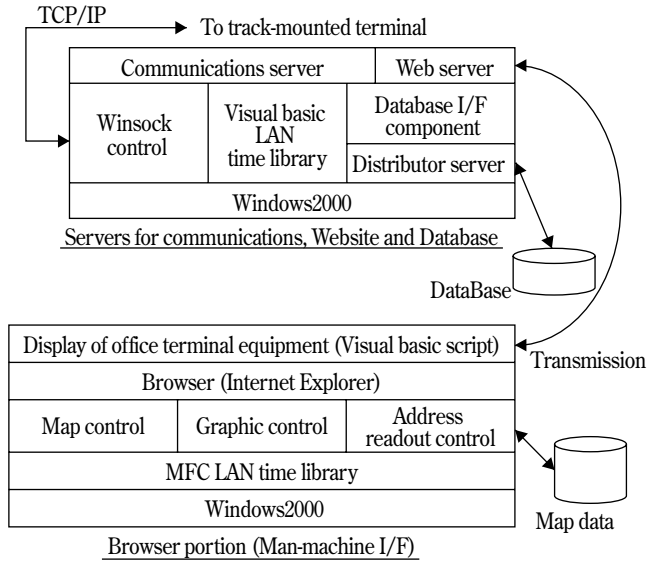 TCP/IP
To track-mounted terminal
Communications server
Web server
Winsock
control
Visual basic
LAN
time library
Database I/F
component
Distributor server
Windows2000
Servers for communications, Website and Database
DataBase
Display of office terminal equipment (Visual basic script)
Transmission
Browser (Internet Explorer)
Map control
Graphic control
Address
readout control
MFC LAN time library
Windows2000
Map data
Browser portion (Man-machine I/F)